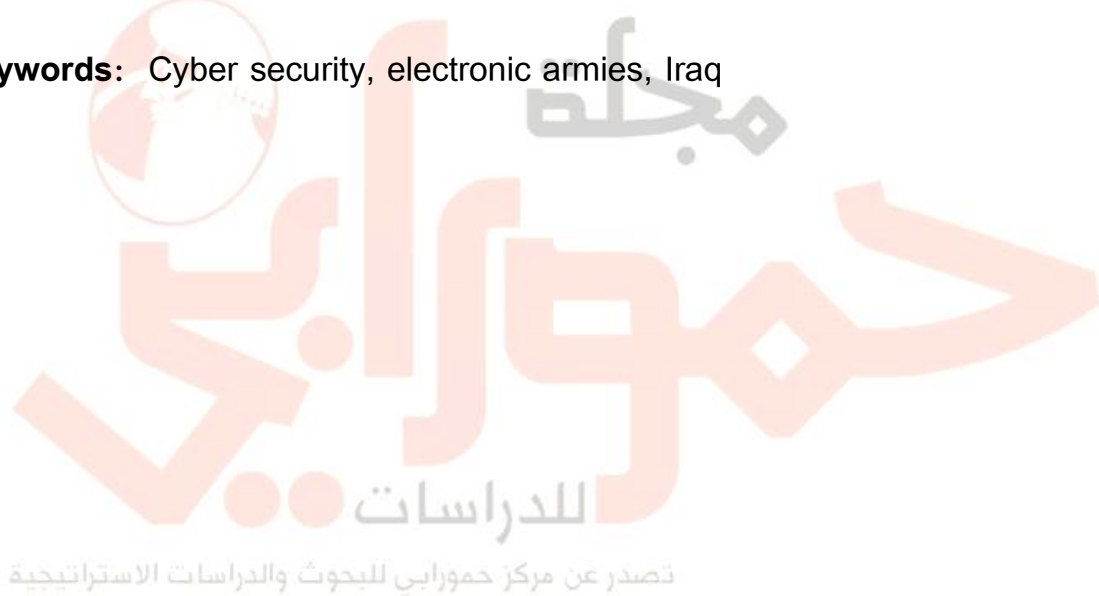 ywords: Cyber security, electronic armies, Iraq
مجلة
حمورابي
للدراسات
تصدر عن مركز حمورابي للبحوث والدراسات الاستراتيجية